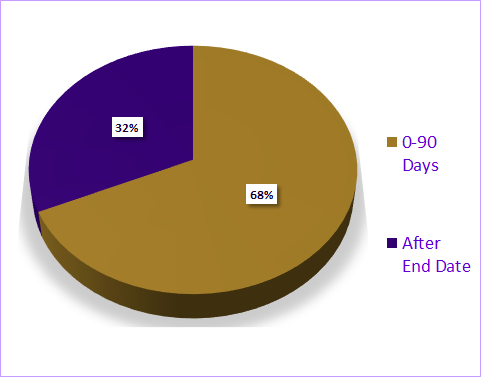 32%
68%
0-90
Days
After
End Date